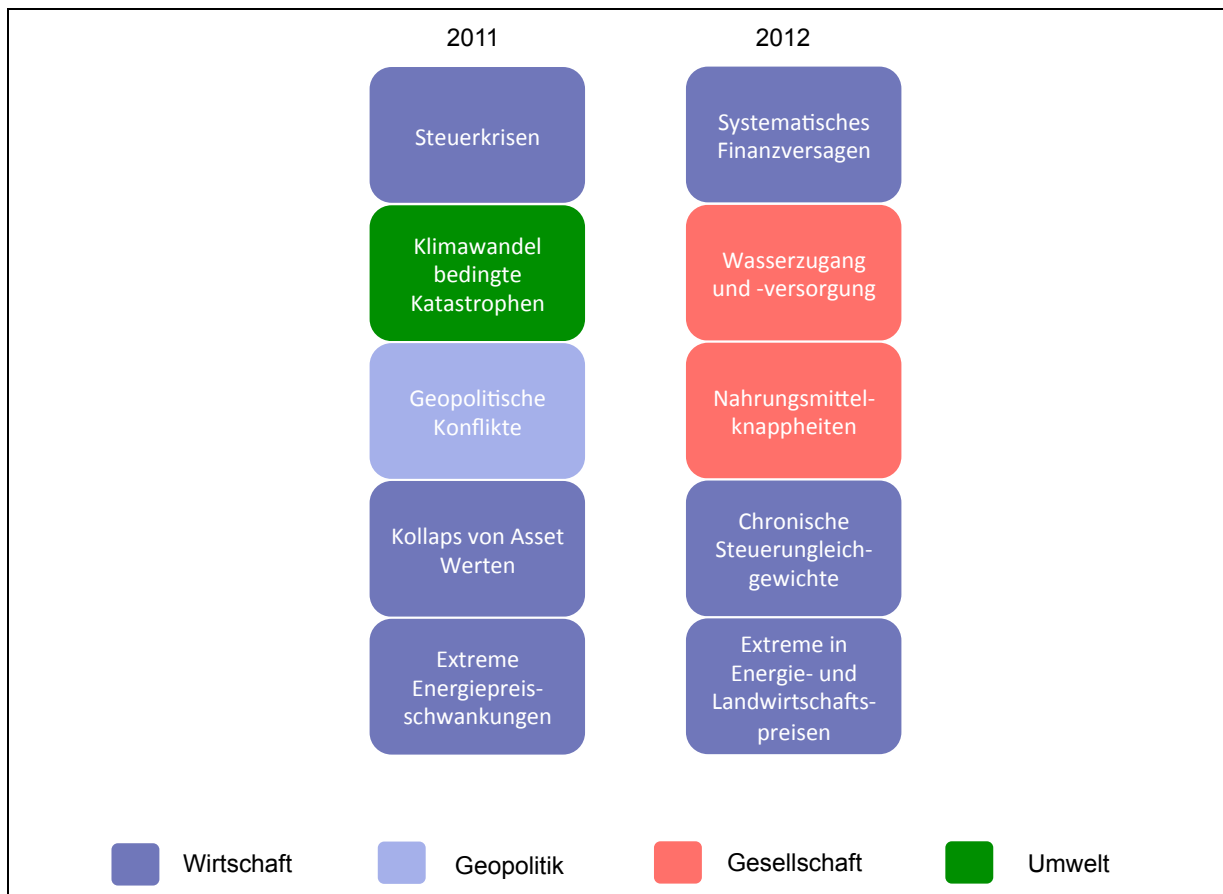 2011
2012
Steuerkrisen
Systematisches
Finanzversagen
Klimawandel
bedingte
Katastrophen
Wasserzugang
und -versorgung
Geopolitische
Konflikte
Nahrungsmittel-
knappheiten
Kollaps von Asset
Werten
Chronische
Steuerungleich-
gewichte
Extreme
Energiepreis-
schwankungen
Extreme in
Energie- und
Landwirtschafts-
preisen
Wirtschaft
Geopolitik
Gesellschaft
Umwelt